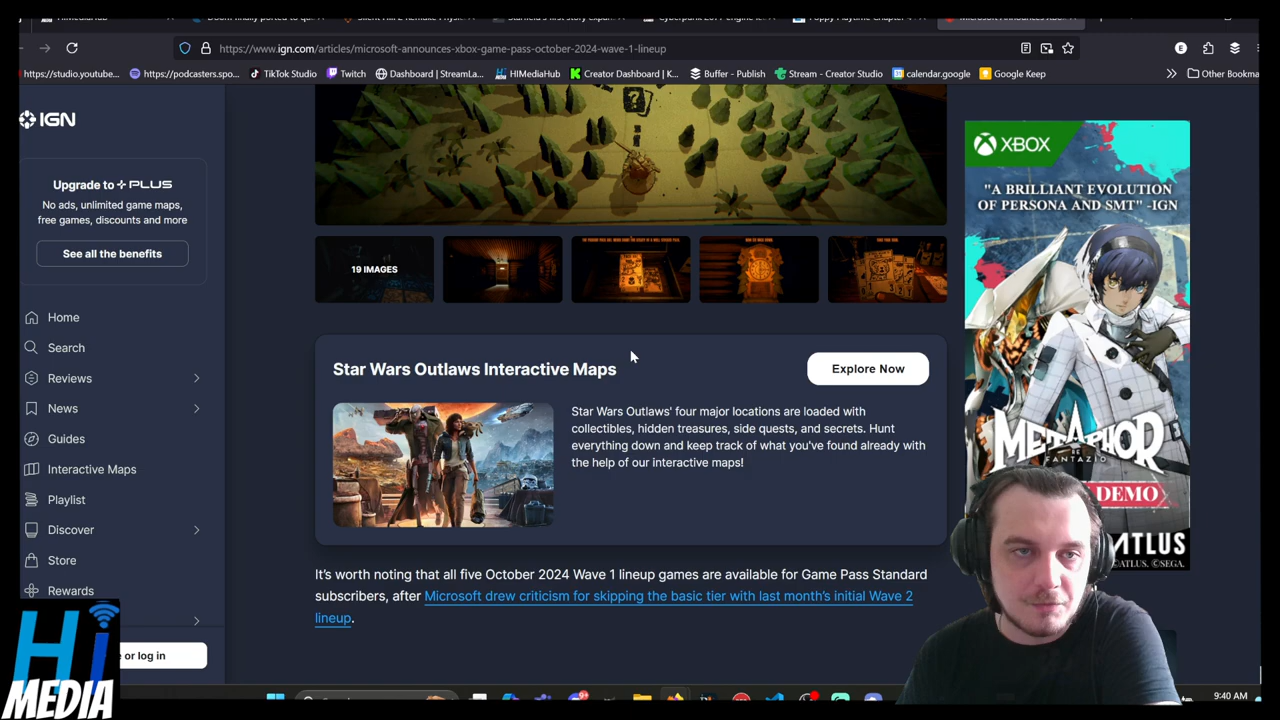 https://www.ign.com/articles/microsoft-announces-xbox-game-pass-october-2024-wave-1-lineup
https://studio.youtube...
https://podcasters.spo...
TikTok Studio
Twitch
Dashboard | StreamLa...
HIMediaHub
Creator Dashboard | K...
Buffer - Publish
Stream - Creator Studio
calendar.google
Google Keep
Other Bookma
IGN
Upgrade to PLUS
No ads, unlimited game maps,
free games, discounts and more
See all the benefits
Home
Search
Reviews
News
Guides
Interactive Maps
Playlist
Discover
Store
Rewards
or log in
19 IMAGES
Star Wars Outlaws Interactive Maps
Explore Now
Star Wars Outlaws' four major locations are loaded with
collectibles, hidden treasures, side quests, and secrets. Hunt
everything down and keep track of what you've found already with
the help of our interactive maps!
It's worth noting that all five October 2024 Wave 1 lineup games are available for Game Pass Standard
subscribers, after Microsoft drew criticism for skipping the basic tier with last month's initial Wave 2
lineup.
XBOX
"A BRILLIANT EVOLUTION
OF PERSONA AND SMT" -IGN
METAPHOR
RE FANTAZIO
DEMO
ATLUS
©ATLUS. ©SEGA.
Hi
MEDIA
9:40 AM